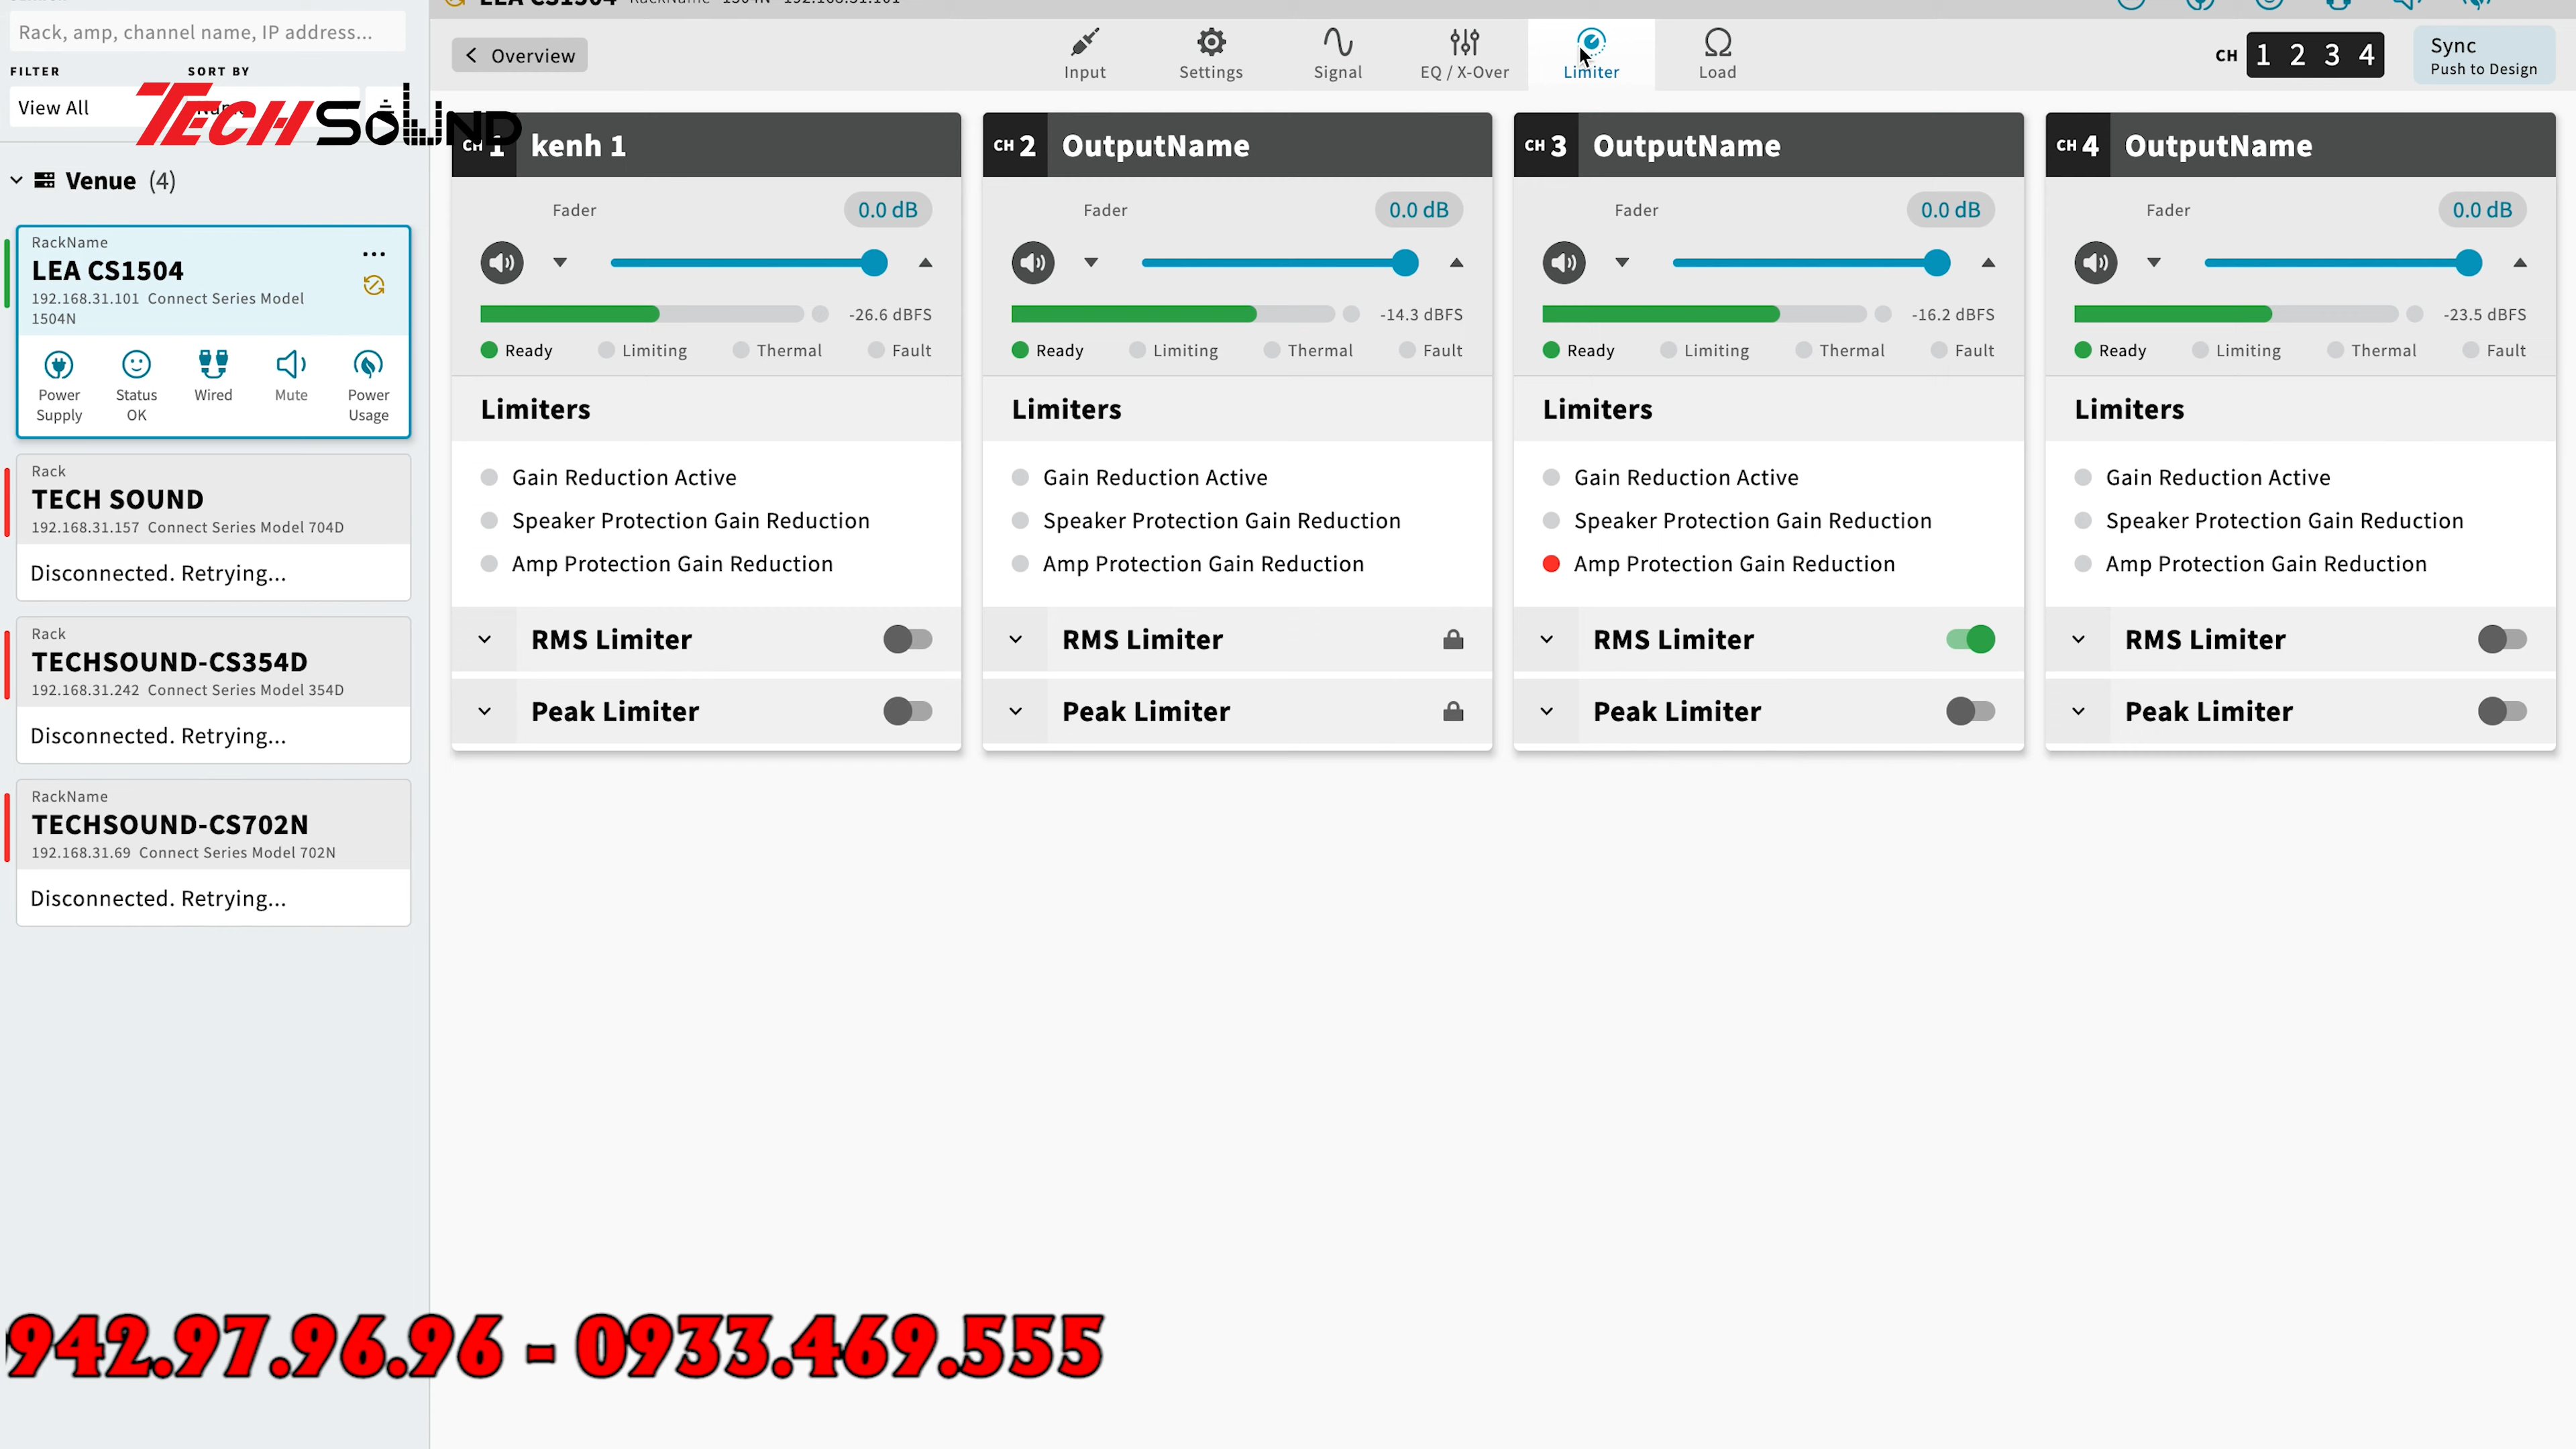 LEA CS1504 RackName 1504N 192.168.31.101
Rack, amp, channel name, IP address...
FILTER
SORT BY
View All
TECHSOUND
Venue (4)
RackName
LEA CS1504
192.168.31.101 Connect Series Model
1504N
Power Supply
Status OK
Wired
Mute
Power Usage
Rack
TECH SOUND
192.168.31.157 Connect Series Model 704D
Disconnected. Retrying...
Rack
TECHSOUND-CS354D
192.168.31.242 Connect Series Model 354D
Disconnected. Retrying...
RackName
TECHSOUND-CS702N
192.168.31.69 Connect Series Model 702N
Disconnected. Retrying...
Overview
Input
Settings
Signal
EQ / X-Over
Limiter
Load
CH 1 2 3 4
Sync
Push to Design
CH 1 kenh 1
Fader 0.0 dB
-26.6 dBFS
Ready Limiting Thermal Fault
Limiters
Gain Reduction Active
Speaker Protection Gain Reduction
Amp Protection Gain Reduction
RMS Limiter
Peak Limiter
CH 2 OutputName
Fader 0.0 dB
-14.3 dBFS
Ready Limiting Thermal Fault
Limiters
Gain Reduction Active
Speaker Protection Gain Reduction
Amp Protection Gain Reduction
RMS Limiter
Peak Limiter
CH 3 OutputName
Fader 0.0 dB
-16.2 dBFS
Ready Limiting Thermal Fault
Limiters
Gain Reduction Active
Speaker Protection Gain Reduction
Amp Protection Gain Reduction
RMS Limiter
Peak Limiter
CH 4 OutputName
Fader 0.0 dB
-23.5 dBFS
Ready Limiting Thermal Fault
Limiters
Gain Reduction Active
Speaker Protection Gain Reduction
Amp Protection Gain Reduction
RMS Limiter
Peak Limiter
942.97.96.96 - 0933.469.555